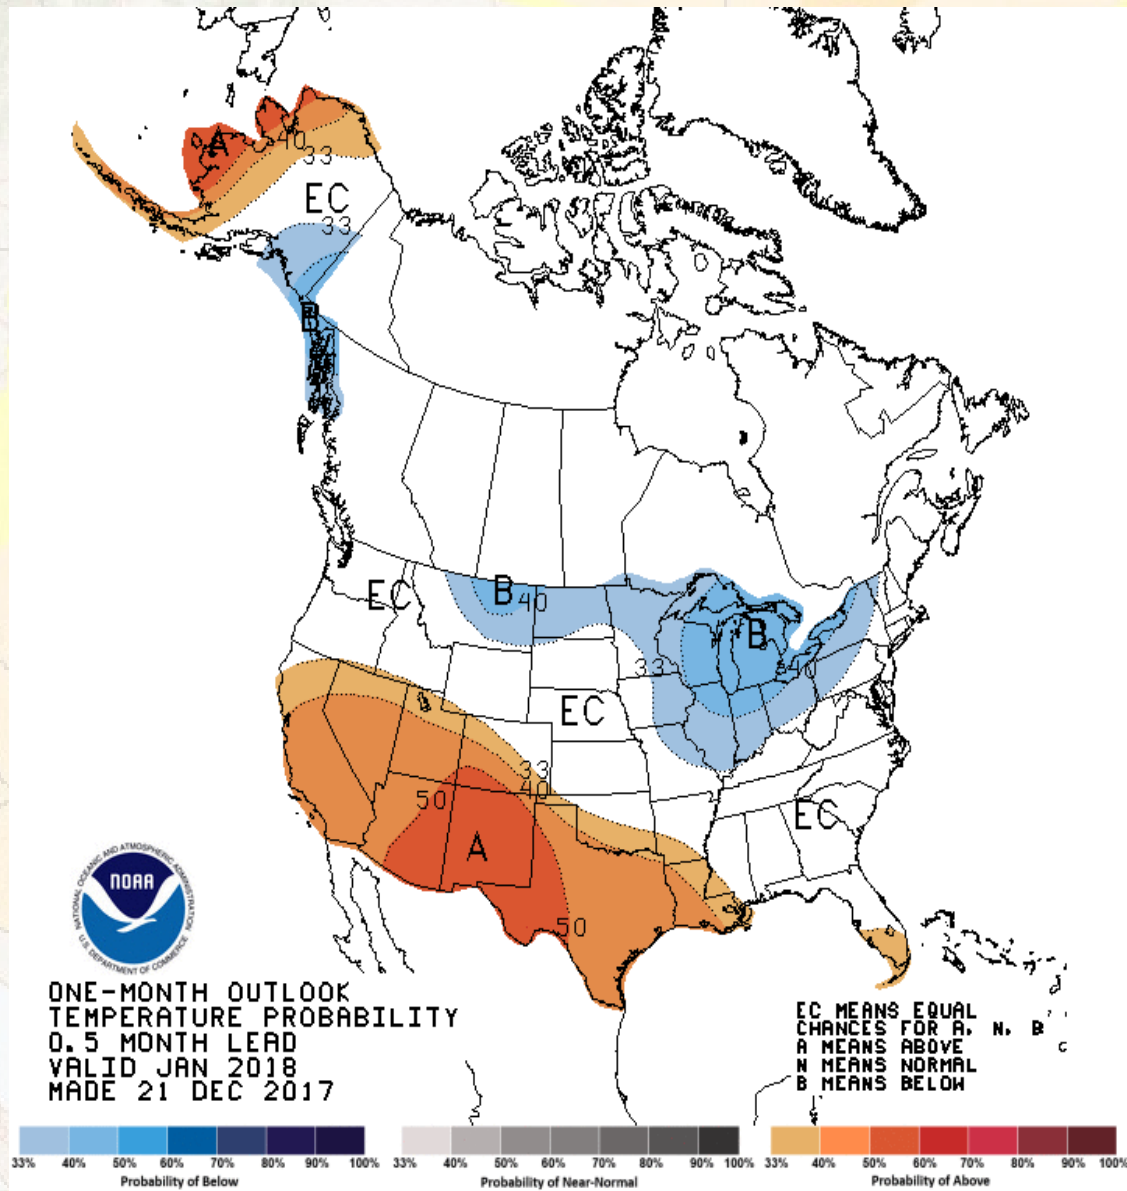 A
40
33
EC
33
B
EC
B
40
B
33
40
EC
33
40
50
EC
A
50
NATIONAL OCEANIC AND ATMOSPHERIC ADMINISTRATION
NOAA
U.S. DEPARTMENT OF COMMERCE
ONE-MONTH OUTLOOK
TEMPERATURE PROBABILITY
0.5 MONTH LEAD
VALID JAN 2018
MADE 21 DEC 2017
EC MEANS EQUAL
CHANCES FOR A, N, B
A MEANS ABOVE
N MEANS NORMAL
B MEANS BELOW
33% 40% 50% 60% 70% 80% 90% 100%
Probability of Below
33% 40% 50% 60% 70% 80% 90% 100%
Probability of Near-Normal
33% 40% 50% 60% 70% 80% 90% 100%
Probability of Above